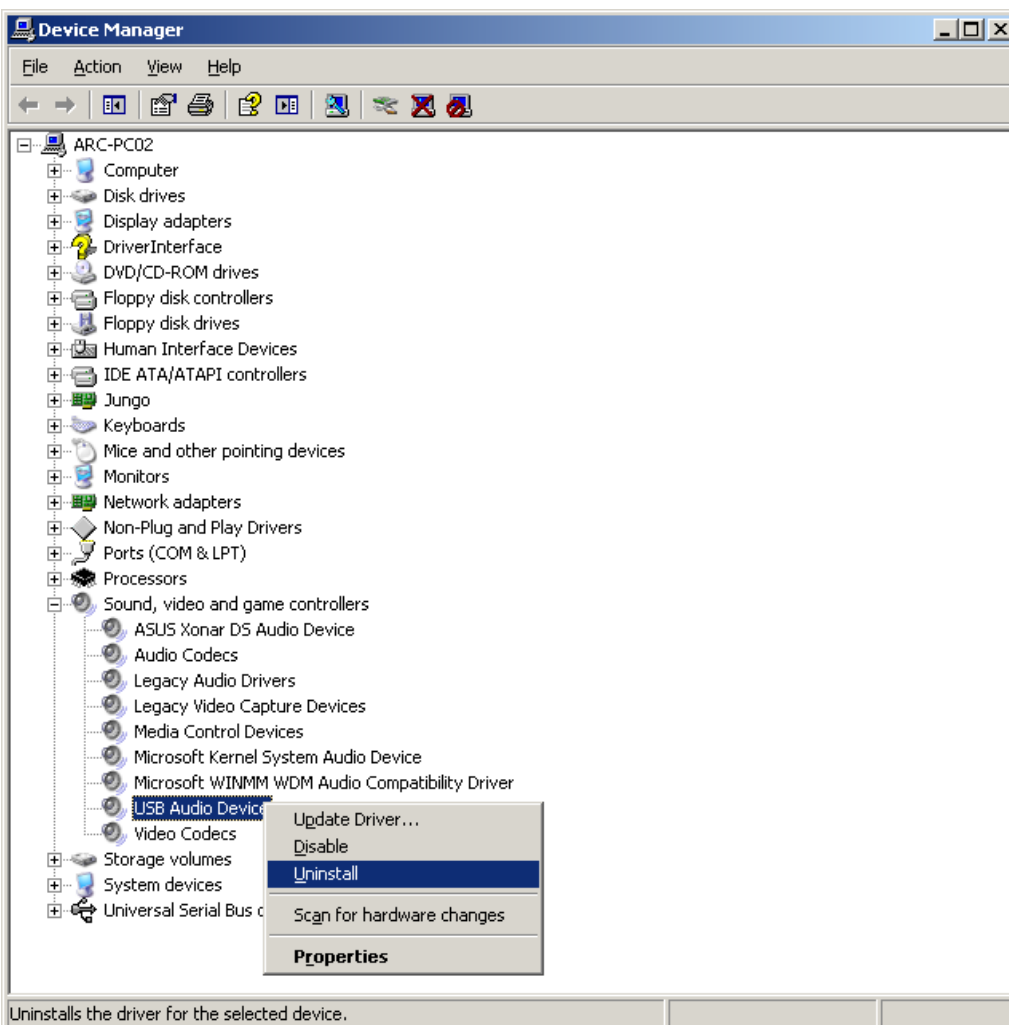 Device Manager
File Action View Help
ARC-PC02
Computer
Disk drives
Display adapters
DriverInterface
DVD/CD-ROM drives
Floppy disk controllers
Floppy disk drives
Human Interface Devices
IDE ATA/ATAPI controllers
Jungo
Keyboards
Mice and other pointing devices
Monitors
Network adapters
Non-Plug and Play Drivers
Ports (COM & LPT)
Processors
Sound, video and game controllers
ASUS Xonar DS Audio Device
Audio Codecs
Legacy Audio Drivers
Legacy Video Capture Devices
Media Control Devices
Microsoft Kernel System Audio Device
Microsoft WINMM WDM Audio Compatibility Driver
USB Audio Device
Video Codecs
Storage volumes
System devices
Universal Serial Bus c
Update Driver...
Disable
Uninstall
Scan for hardware changes
Properties
Uninstalls the driver for the selected device.